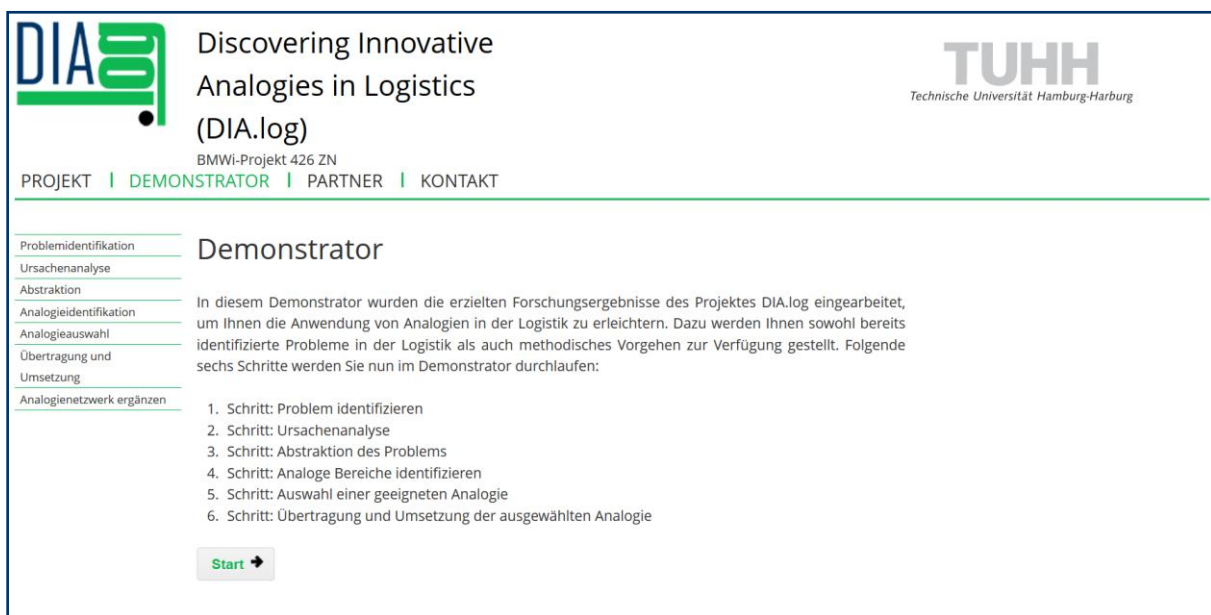 DIA log
Discovering Innovative
Analogies in Logistics
(DIA.log)
BMWi-Projekt 426 ZN
TUHH
Technische Universität Hamburg-Harburg
PROJEKT | DEMONSTRATOR | PARTNER | KONTAKT
Problemidentifikation
Ursachenanalyse
Abstraktion
Analogieidentifikation
Analogieauswahl
Übertragung und
Umsetzung
Analogienetzwerk ergänzen
Demonstrator
In diesem Demonstrator wurden die erzielten Forschungsergebnisse des Projektes DIA.log eingearbeitet,
um Ihnen die Anwendung von Analogien in der Logistik zu erleichtern. Dazu werden Ihnen sowohl bereits
identifizierte Probleme in der Logistik als auch methodisches Vorgehen zur Verfügung gestellt. Folgende
sechs Schritte werden Sie nun im Demonstrator durchlaufen:
1. Schritt: Problem identifizieren
2. Schritt: Ursachenanalyse
3. Schritt: Abstraktion des Problems
4. Schritt: Analoge Bereiche identifizieren
5. Schritt: Auswahl einer geeigneten Analogie
6. Schritt: Übertragung und Umsetzung der ausgewählten Analogie
Start